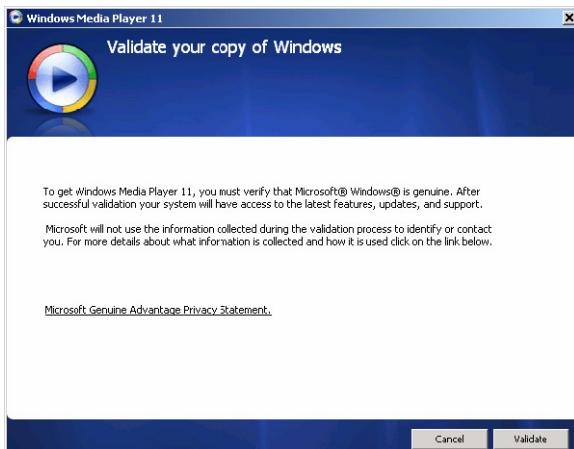 Windows Media Player 11
Validate your copy of Windows
To get Windows Media Player 11, you must verify that Microsoft® Windows® is genuine. After
successful validation your system will have access to the latest features, updates, and support.
Microsoft will not use the information collected during the validation process to identify or contact
you. For more details about what information is collected and how it is used click on the link below.
Microsoft Genuine Advantage Privacy Statement.
Cancel Validate